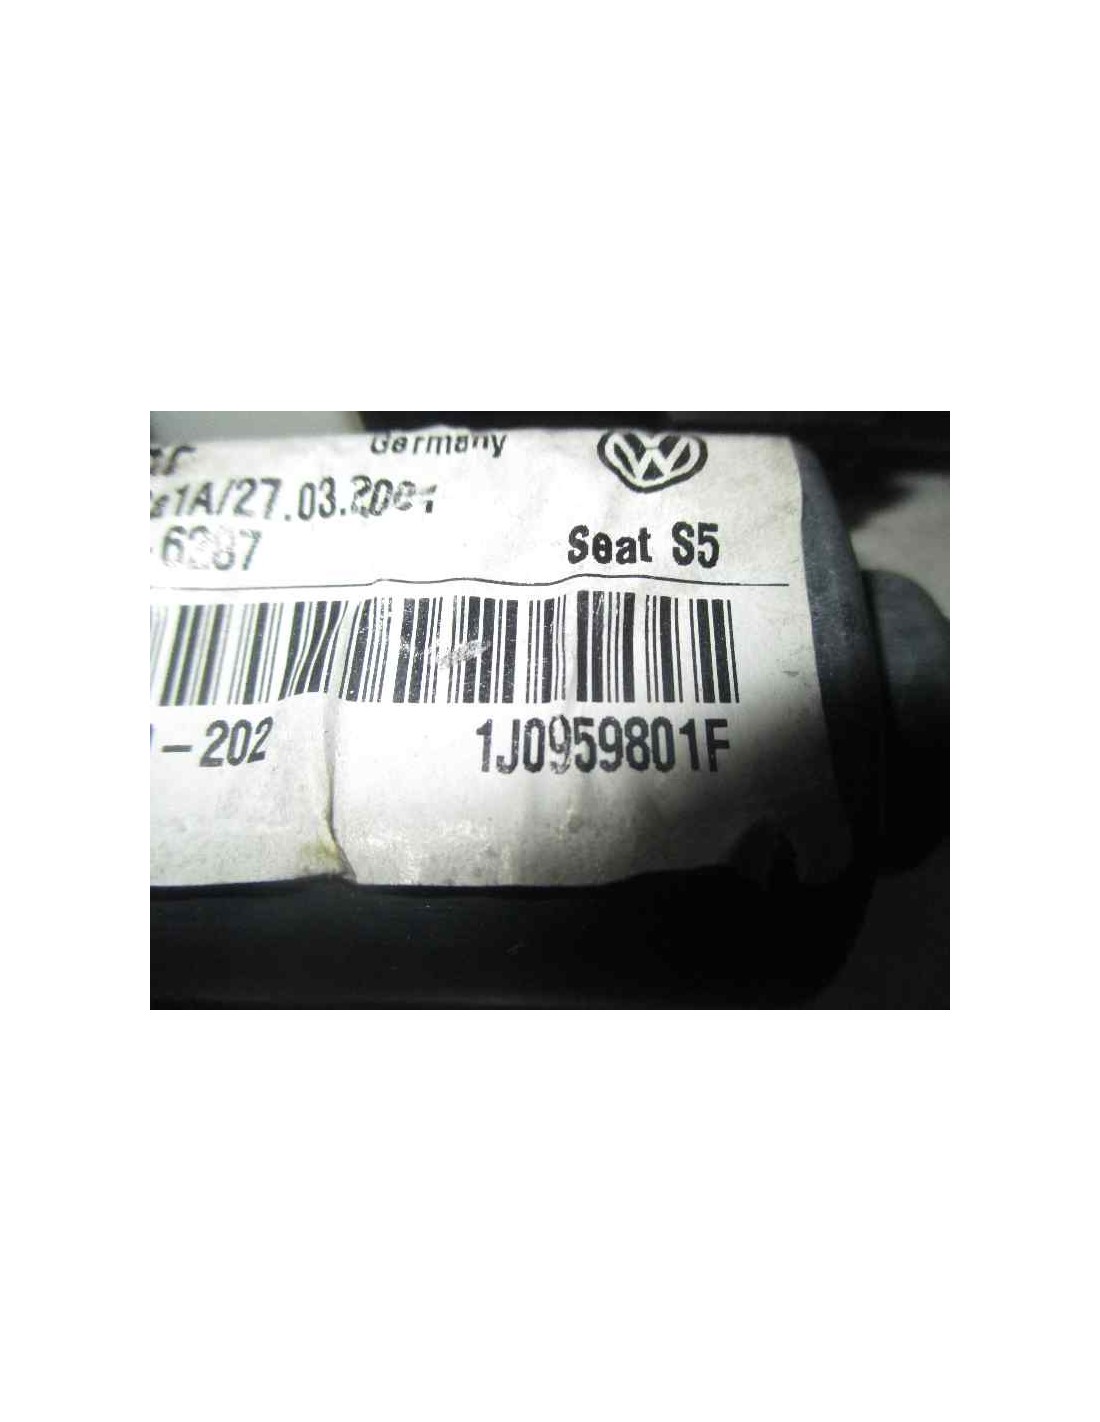 Germany
1A/27.03.2001
-6287
Seat S5
-202
1J0959801F